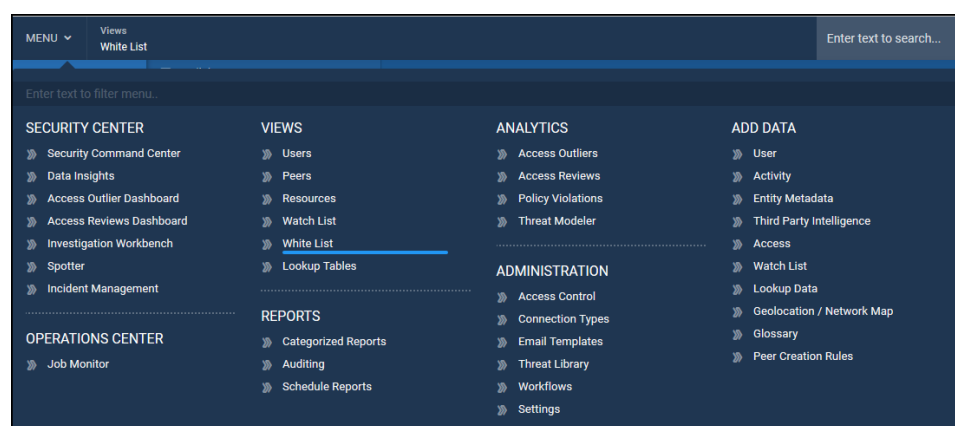 MENU
Views
White List
Enter text to search...
Enter text to filter menu..
SECURITY CENTER
Security Command Center
Data Insights
Access Outlier Dashboard
Access Reviews Dashboard
Investigation Workbench
Spotter
Incident Management
OPERATIONS CENTER
Job Monitor
VIEWS
Users
Peers
Resources
Watch List
White List
Lookup Tables
REPORTS
Categorized Reports
Auditing
Schedule Reports
ANALYTICS
Access Outliers
Access Reviews
Policy Violations
Threat Modeler
ADMINISTRATION
Access Control
Connection Types
Email Templates
Threat Library
Workflows
Settings
ADD DATA
User
Activity
Entity Metadata
Third Party Intelligence
Access
Watch List
Lookup Data
Geolocation / Network Map
Glossary
Peer Creation Rules